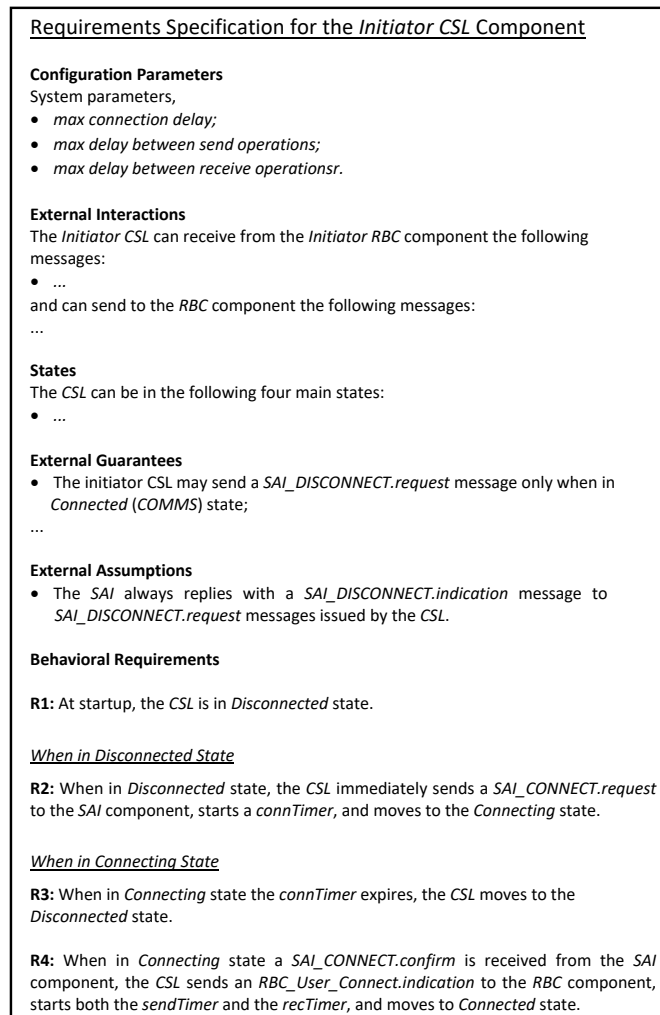 Requirements Specification for the Initiator CSL Component
Configuration Parameters
System parameters,
• max connection delay;
• max delay between send operations;
• max delay between receive operationsr.
External Interactions
The Initiator CSL can receive from the Initiator RBC component the following
messages:
• ...
and can send to the RBC component the following messages:
...
States
The CSL can be in the following four main states:
• ...
External Guarantees
• The initiator CSL may send a SAI_DISCONNECT.request message only when in
Connected (COMMS) state;
...
External Assumptions
• The SAI always replies with a SAI_DISCONNECT.indication message to
SAI_DISCONNECT.request messages issued by the CSL.
Behavioral Requirements
R1: At startup, the CSL is in Disconnected state.
When in Disconnected State
R2: When in Disconnected state, the CSL immediately sends a SAI_CONNECT.request
to the SAI component, starts a connTimer, and moves to the Connecting state.
When in Connecting State
R3: When in Connecting state the connTimer expires, the CSL moves to the
Disconnected state.
R4: When in Connecting state a SAI_CONNECT.confirm is received from the SAI
component, the CSL sends an RBC_User_Connect.indication to the RBC component,
starts both the sendTimer and the recTimer, and moves to Connected state.